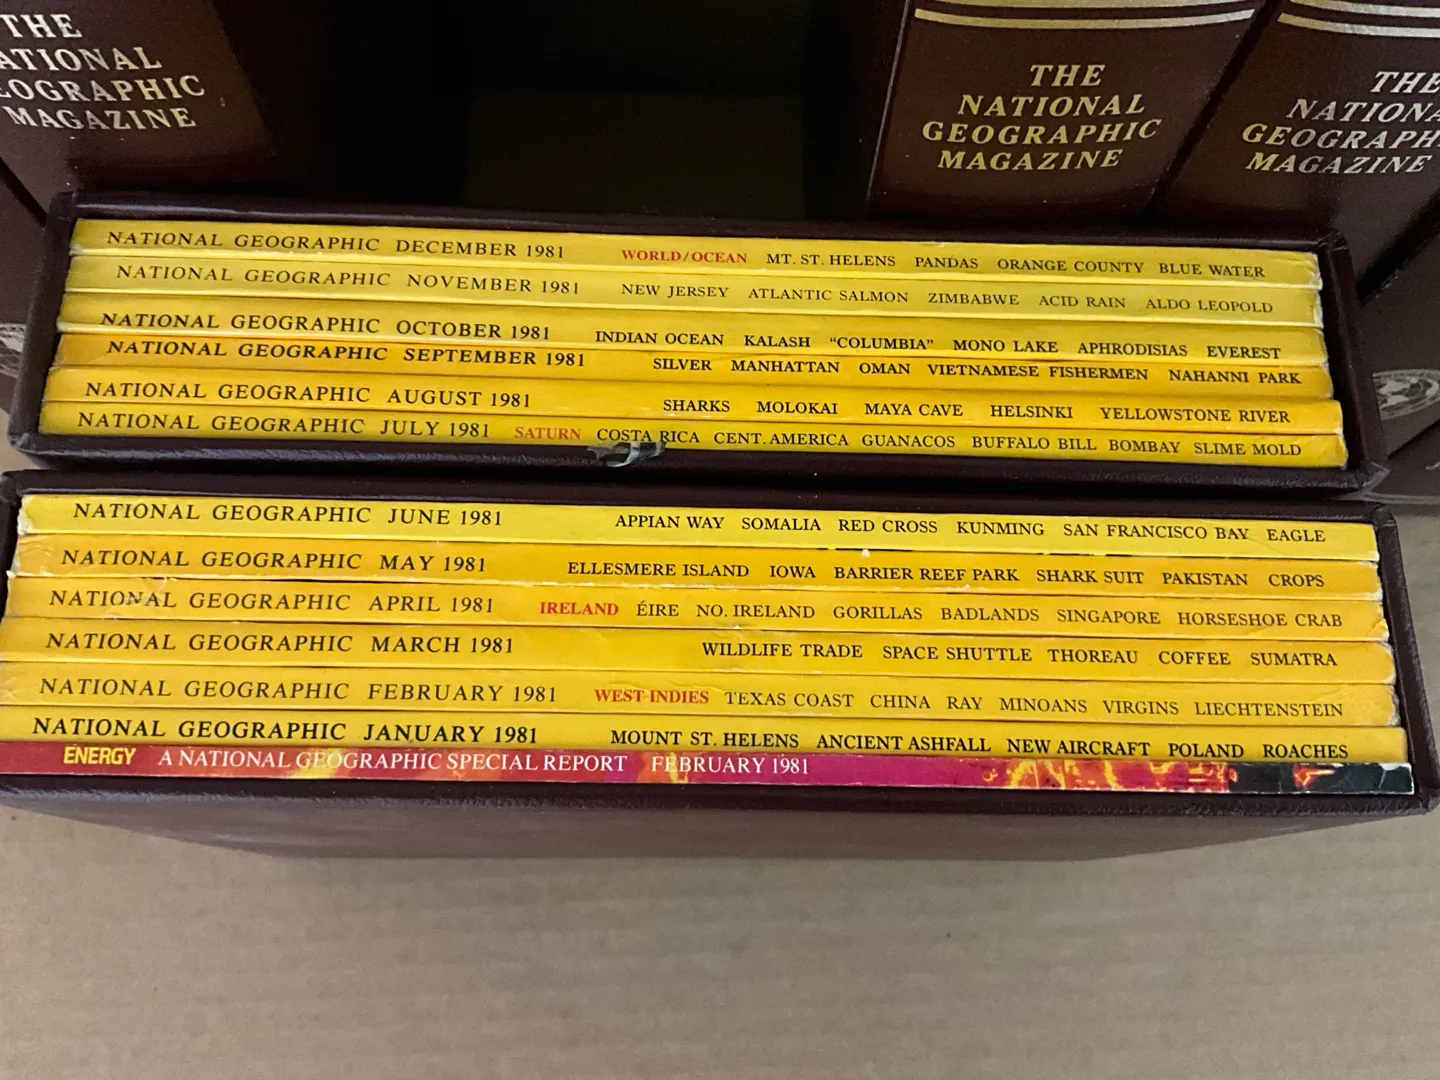 THE
NATIONAL
GEOGRAPHIC
MAGAZINE
THE
NATIONAL
GEOGRAPHIC
MAGAZINE
THE
NATIONAL
GEOGRAPHIC
MAGAZINE
NATIONAL GEOGRAPHIC DECEMBER 1981 WORLD/OCEAN MT. ST. HELENS PANDAS ORANGE COUNTY BLUE WATER
NATIONAL GEOGRAPHIC NOVEMBER 1981 NEW JERSEY ATLANTIC SALMON ZIMBABWE ACID RAIN ALDO LEOPOLD
NATIONAL GEOGRAPHIC OCTOBER 1981 INDIAN OCEAN KALASH “COLUMBIA” MONO LAKE APHRODISIAS EVEREST
NATIONAL GEOGRAPHIC SEPTEMBER 1981 SILVER MANHATTAN OMAN VIETNAMESE FISHERMEN NAHANNI PARK
NATIONAL GEOGRAPHIC AUGUST 1981 SHARKS MOLOKAI MAYA CAVE HELSINKI YELLOWSTONE RIVER
NATIONAL GEOGRAPHIC JULY 1981 SATURN COSTA RICA CENT. AMERICA GUANACOS BUFFALO BILL BOMBAY SLIME MOLD
NATIONAL GEOGRAPHIC JUNE 1981 APPIAN WAY SOMALIA RED CROSS KUNMING SAN FRANCISCO BAY EAGLE
NATIONAL GEOGRAPHIC MAY 1981 ELLESMERE ISLAND IOWA BARRIER REEF PARK SHARK SUIT PAKISTAN CROPS
NATIONAL GEOGRAPHIC APRIL 1981 IRELAND ÉIRE NO. IRELAND GORILLAS BADLANDS SINGAPORE HORSESHOE CRAB
NATIONAL GEOGRAPHIC MARCH 1981 WILDLIFE TRADE SPACE SHUTTLE THOREAU COFFEE SUMATRA
NATIONAL GEOGRAPHIC FEBRUARY 1981 WEST INDIES TEXAS COAST CHINA RAY MINOANS VIRGINS LIECHTENSTEIN
NATIONAL GEOGRAPHIC JANUARY 1981 MOUNT ST. HELENS ANCIENT ASHFALL NEW AIRCRAFT POLAND ROACHES
ENERGY A NATIONAL GEOGRAPHIC SPECIAL REPORT FEBRUARY 1981